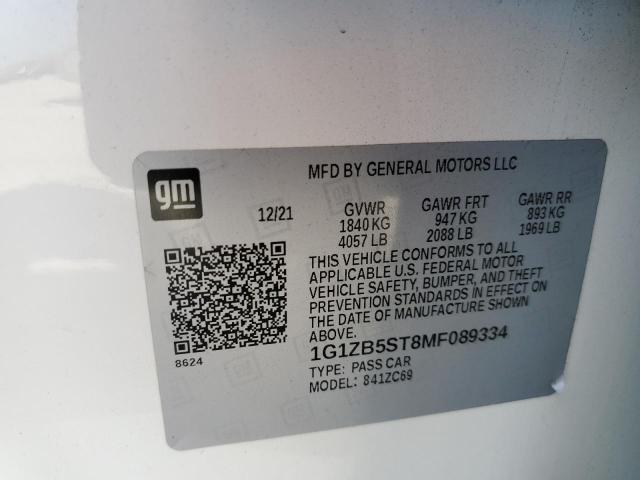 gm
MFD BY GENERAL MOTORS LLC
12/21
GVWR
1840 KG
4057 LB
GAWR FRT
947 KG
2088 LB
GAWR RR
893 KG
1969 LB
THIS VEHICLE CONFORMS TO ALL
APPLICABLE U.S. FEDERAL MOTOR
VEHICLE SAFETY, BUMPER, AND THEFT
PREVENTION STANDARDS IN EFFECT ON
THE DATE OF MANUFACTURE SHOWN
ABOVE.
8624
1G1ZB5ST8MF089334
TYPE: PASS CAR
MODEL: 841ZC69